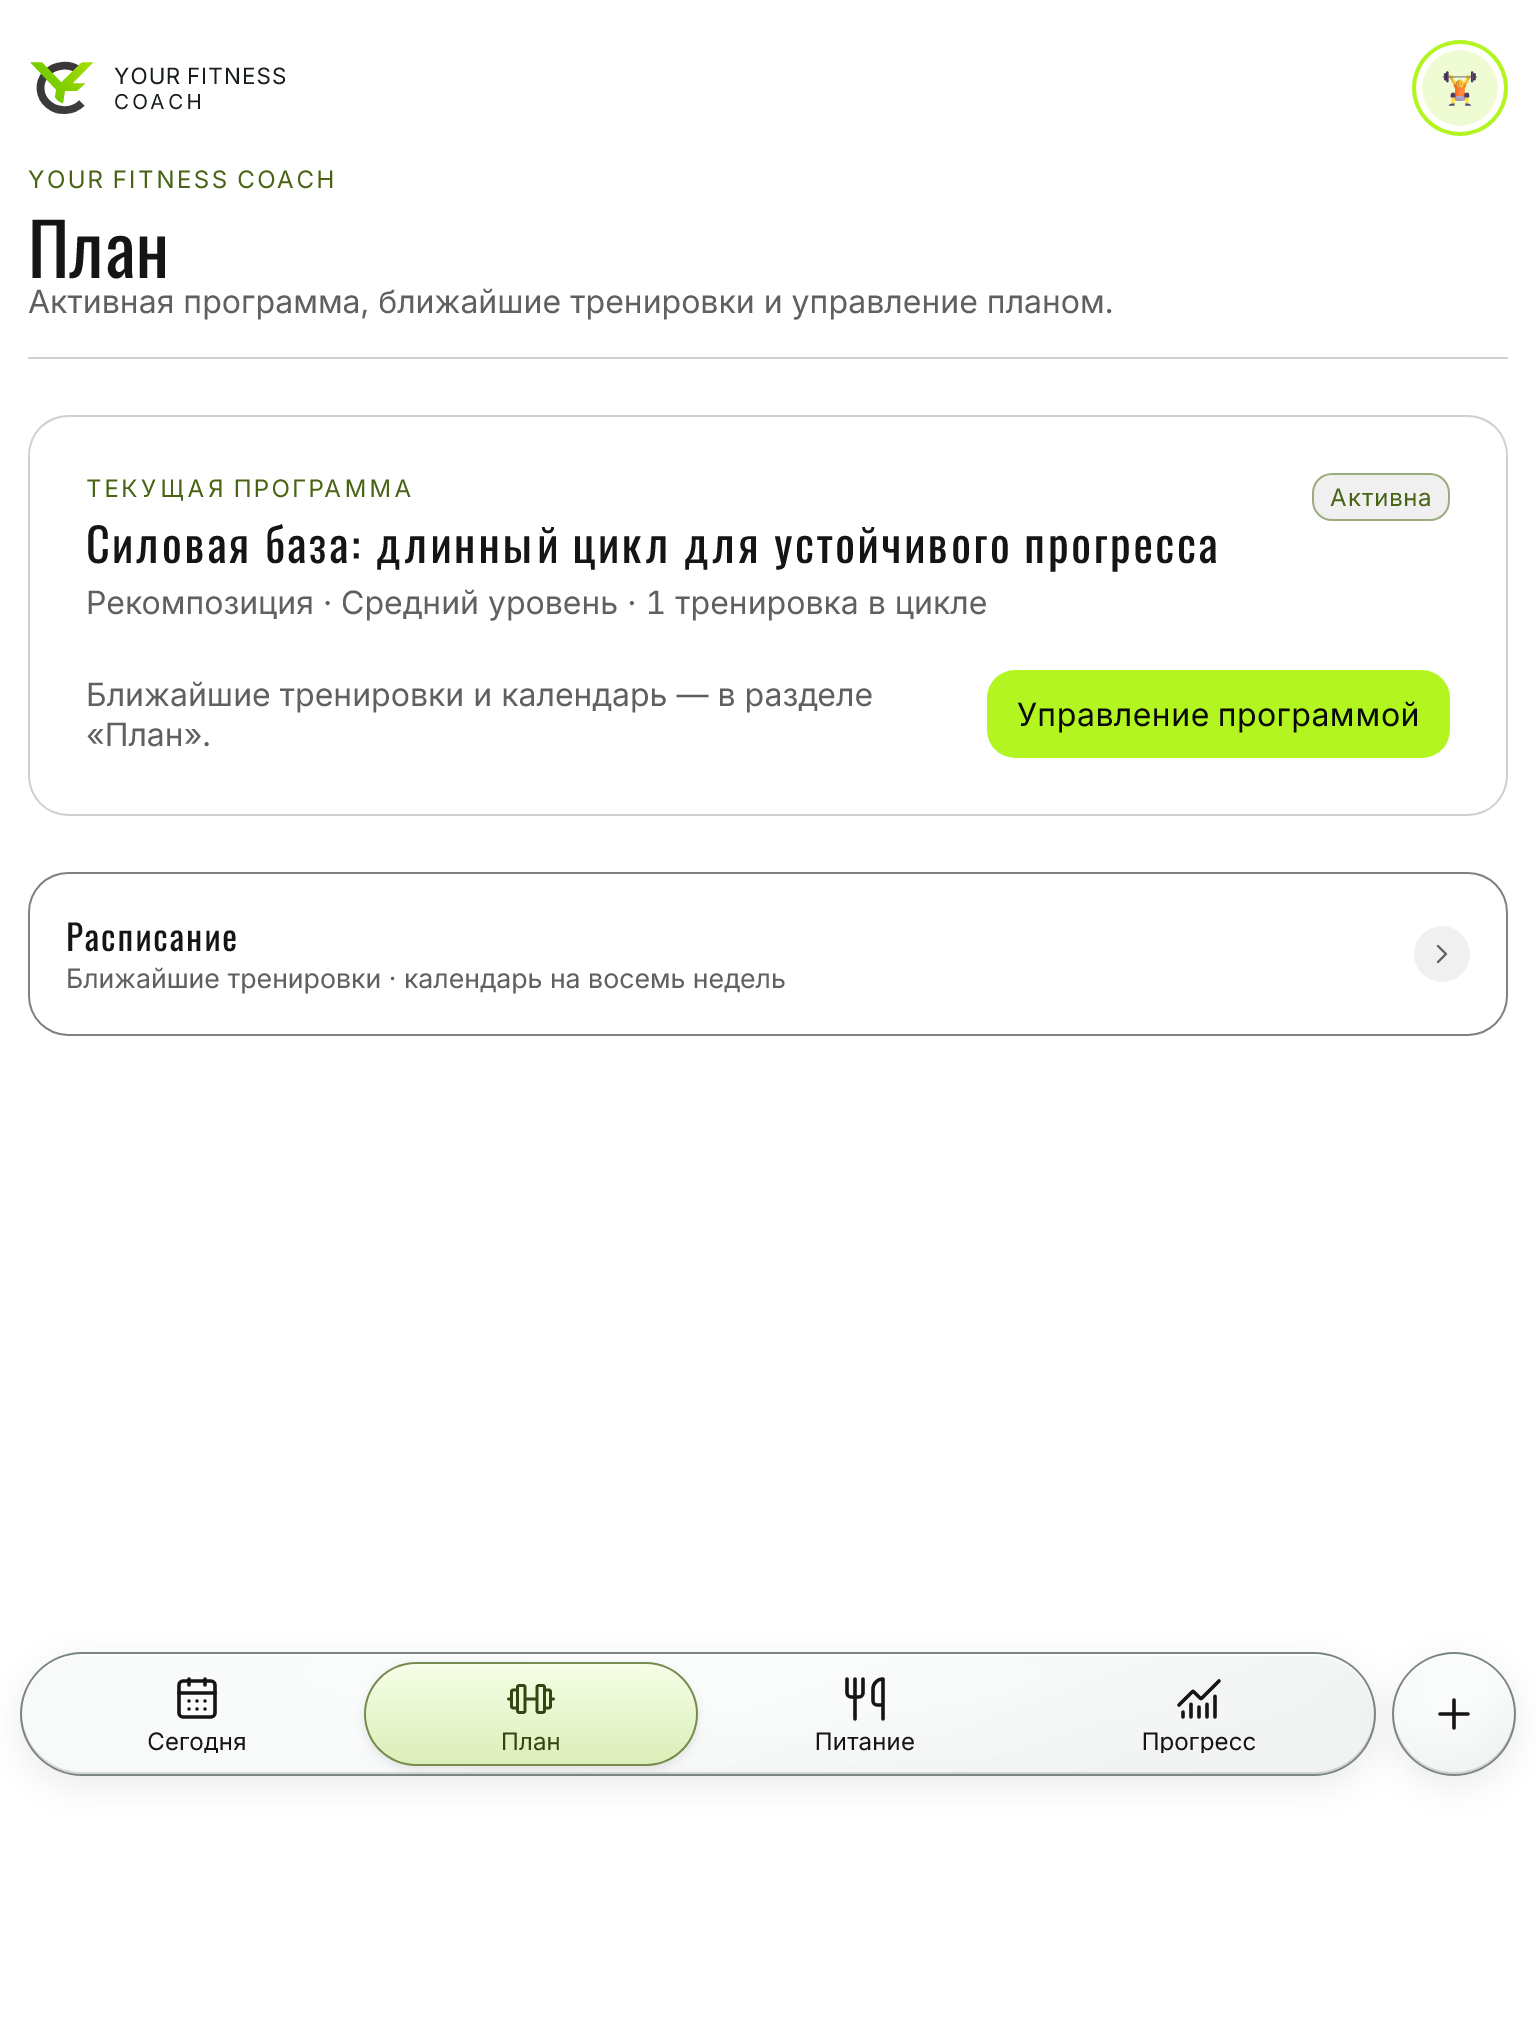 YOUR FITNESS
COACH
YOUR FITNESS COACH
План
Активная программа, ближайшие тренировки и управление планом.
ТЕКУЩАЯ ПРОГРАММА
Активна
Силовая база: длинный цикл для устойчивого прогресса
Рекомпозиция · Средний уровень · 1 тренировка в цикле
Ближайшие тренировки и календарь — в разделе
«План».
Управление программой
Расписание
Ближайшие тренировки · календарь на восемь недель
Сегодня
План
Питание
Прогресс